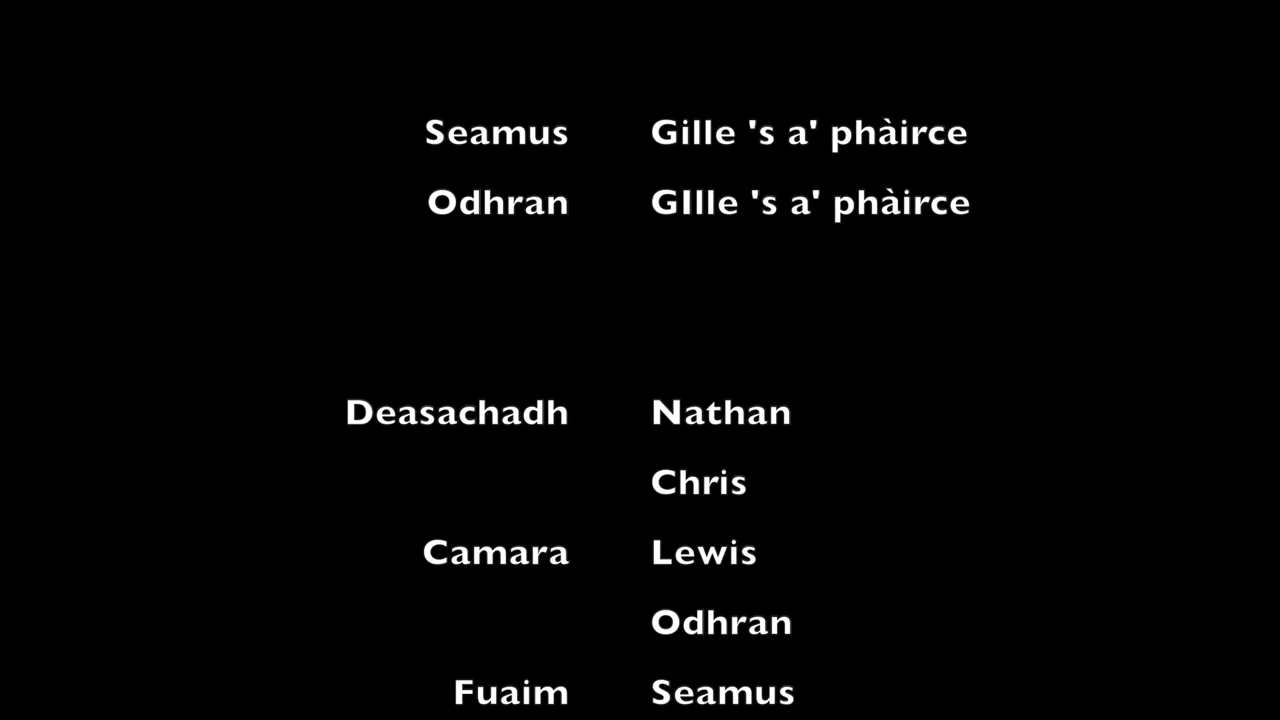 Seamus Gille 's a' phàirce
Odhran GIlle 's a' phàirce
Deasachadh Nathan
Chris
Camara Lewis
Odhran
Fuaim Seamus